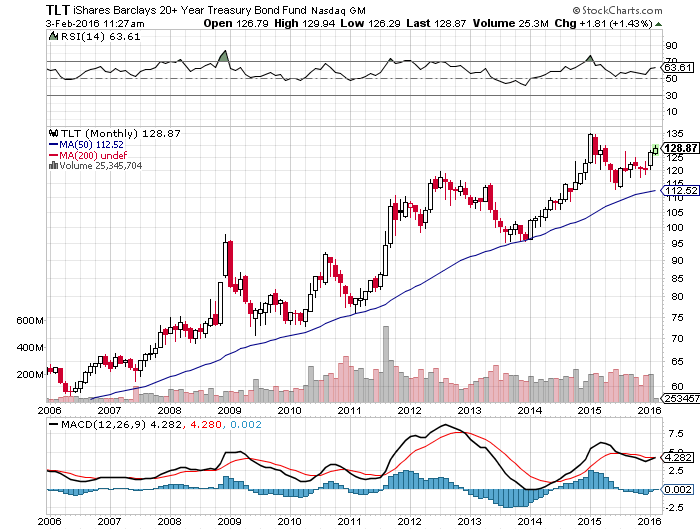 TLT iShares Barclays 20+ Year Treasury Bond Fund Nasdaq GM © StockCharts.com
3-Feb-2016 11:27am Open 126.79 High 129.94 Low 126.29 Last 128.87 Volume 25.3M Chg +1.81 (+1.43%)
RSI(14) 63.61
90
70
63.61
50
30
10
TLT (Monthly) 128.87
MA(50) 112.52
MA(200) undef
Volume 25,345,704
135
130
128.87
125
120
115
112.52
110
105
100
95
90
85
80
75
70
65
60
600M
400M
200M
253457
2006 2007 2008 2009 2010 2011 2012 2013 2014 2015 2016
MACD(12,26,9) 4.282, 4.280, 0.002
7.5
5.0
4.282
2.5
0.002
-2.5
2006 2007 2008 2009 2010 2011 2012 2013 2014 2015 2016